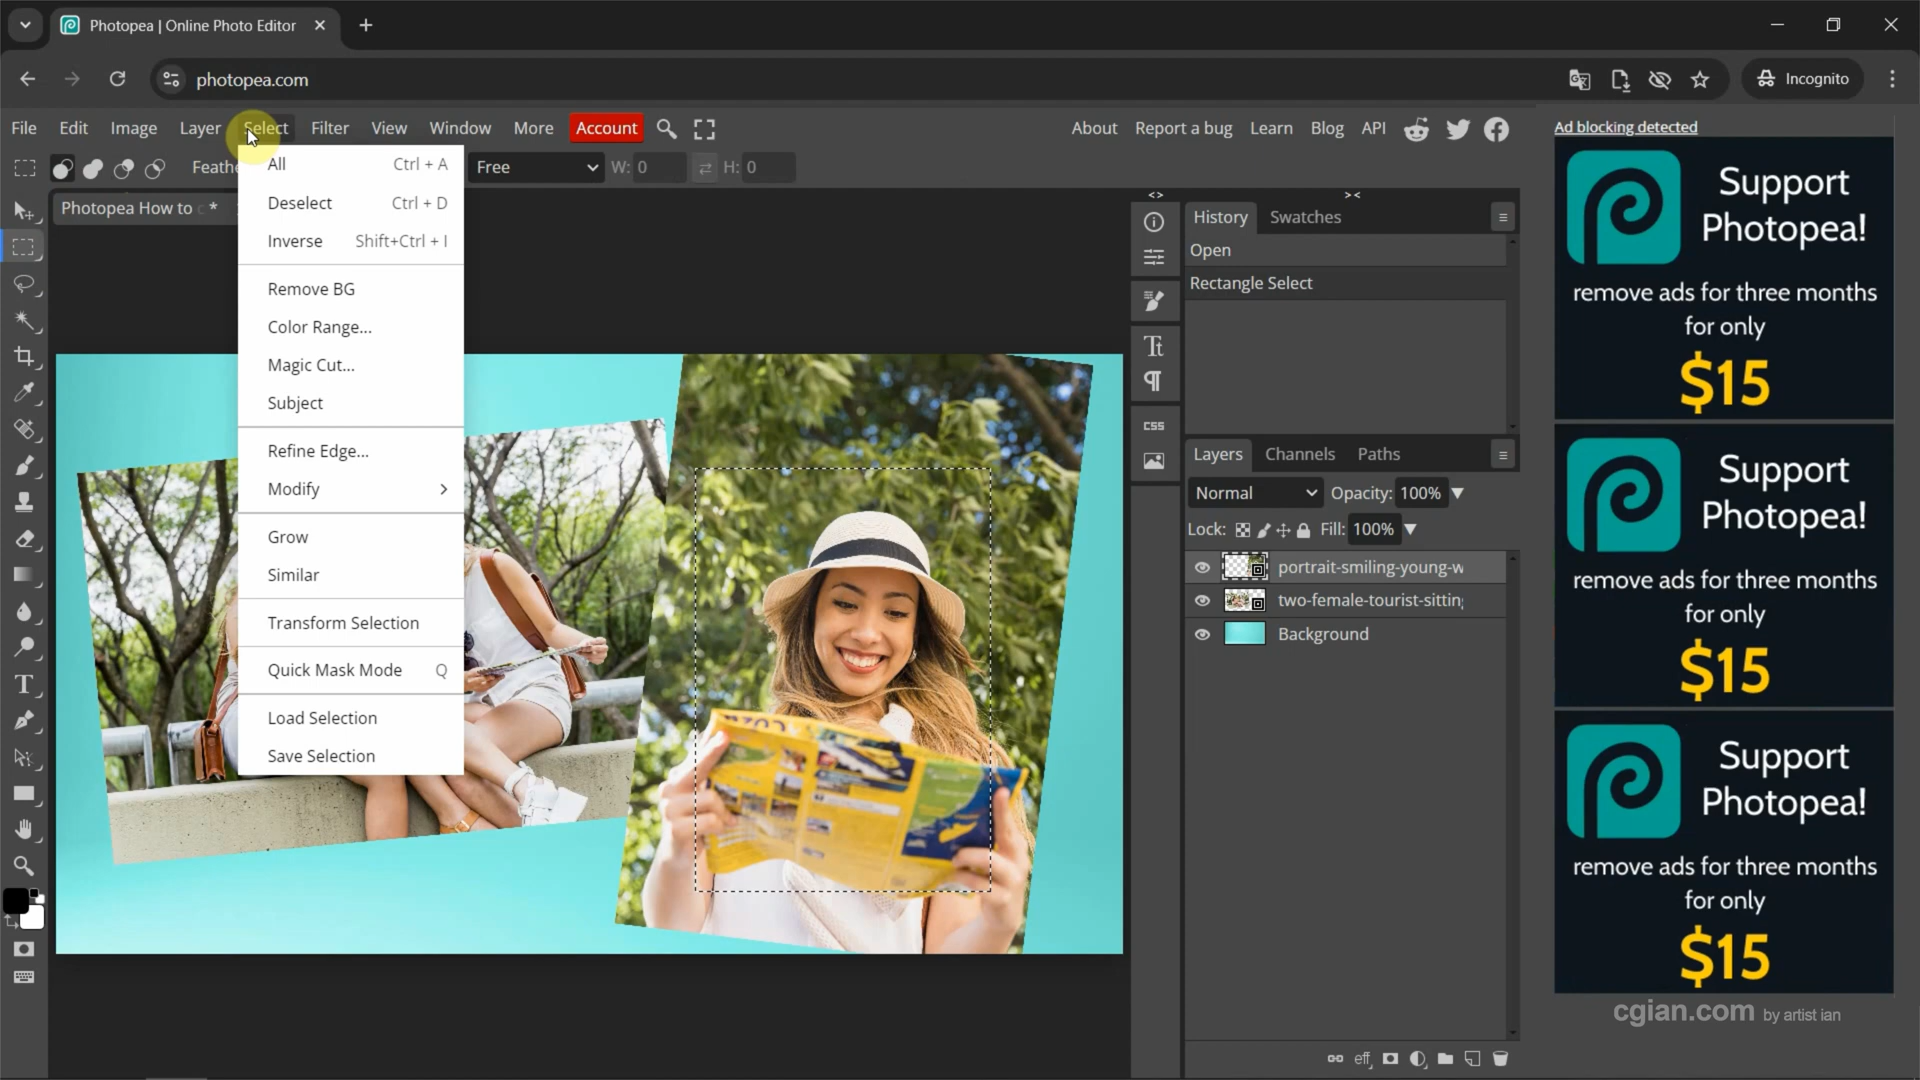 Photopea | Online Photo Editor
photopea.com
Incognito
File Edit Image Layer Select Filter View Window More Account
About Report a bug Learn Blog API
Feathe
Free
W: 0
H: 0
Photopea How to c *
All Ctrl + A
Deselect Ctrl + D
Inverse Shift+Ctrl + I
Remove BG
Color Range...
Magic Cut...
Subject
Refine Edge...
Modify
Grow
Similar
Transform Selection
Quick Mask Mode Q
Load Selection
Save Selection
<> ><
History Swatches
Open
Rectangle Select
CSS
Layers Channels Paths
Normal Opacity: 100%
Lock: Fill: 100%
portrait-smiling-young-w
two-female-tourist-sitting
Background
eff
Ad blocking detected
Support
Photopea!
remove ads for three months
for only
$15
Support
Photopea!
remove ads for three months
for only
$15
Support
Photopea!
remove ads for three months
for only
$15
cgian.com by artist ian